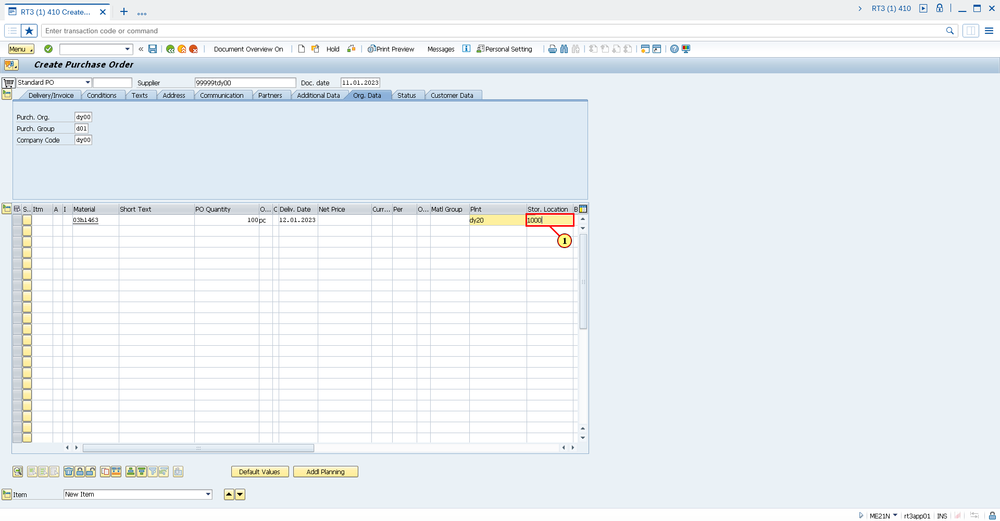 RT3 (1) 410 Create...
RT3 (1) 410
Enter transaction code or command
Menu
Document Overview On
Hold
Print Preview
Messages
Personal Setting
Create Purchase Order
Standard PO
Supplier
99999tdy00
Doc. date
11.01.2023
Delivery/Invoice
Conditions
Texts
Address
Communication
Partners
Additional Data
Org. Data
Status
Customer Data
Purch. Org.
dy00
Purch. Group
d01
Company Code
dy00
S.. Itm A I Material Short Text PO Quantity O... C Deliv. Date Net Price Curr... Per O... Matl Group Plnt Stor. Location B
03hl463 100 pc 12.01.2023 dy20 1000
1
Default Values
Addl Planning
Item
New Item
ME21N
rt3app01
INS